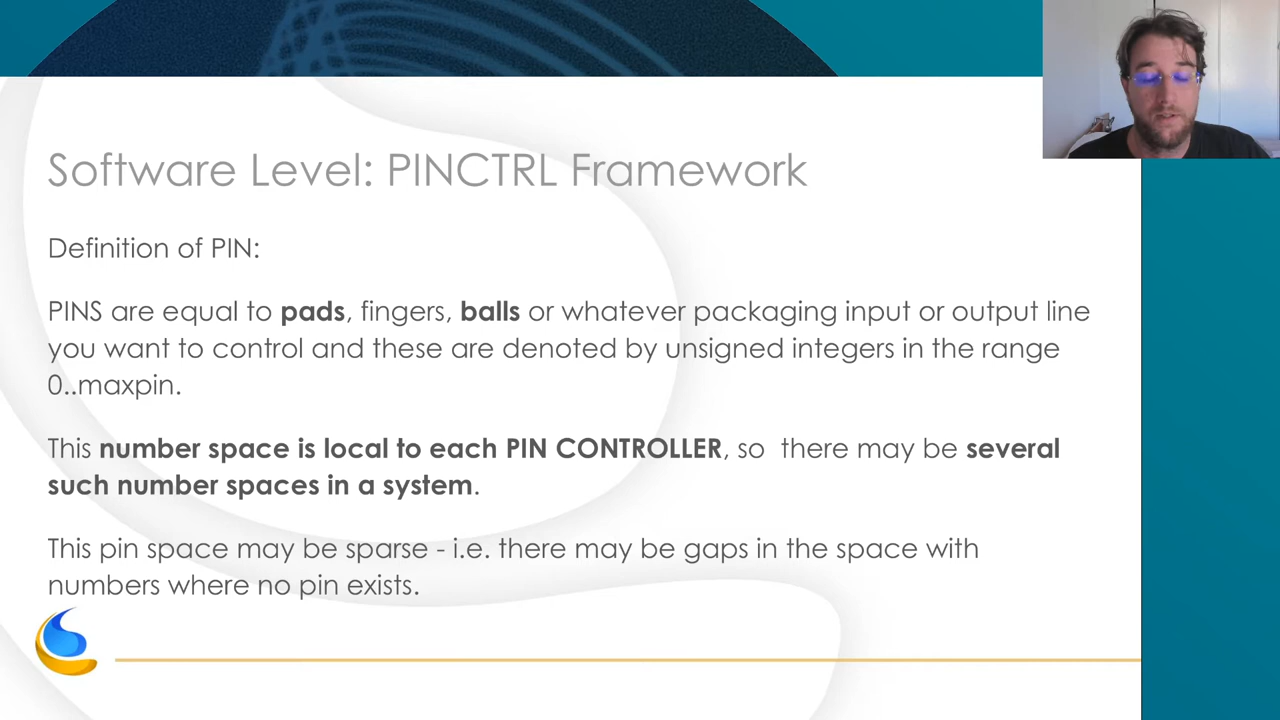 Software Level: PINCTRL Framework
Definition of PIN:
PINS are equal to pads, fingers, balls or whatever packaging input or output line
you want to control and these are denoted by unsigned integers in the range
0..maxpin.
This number space is local to each PIN CONTROLLER, so  there may be several
such number spaces in a system.
This pin space may be sparse - i.e. there may be gaps in the space with
numbers where no pin exists.